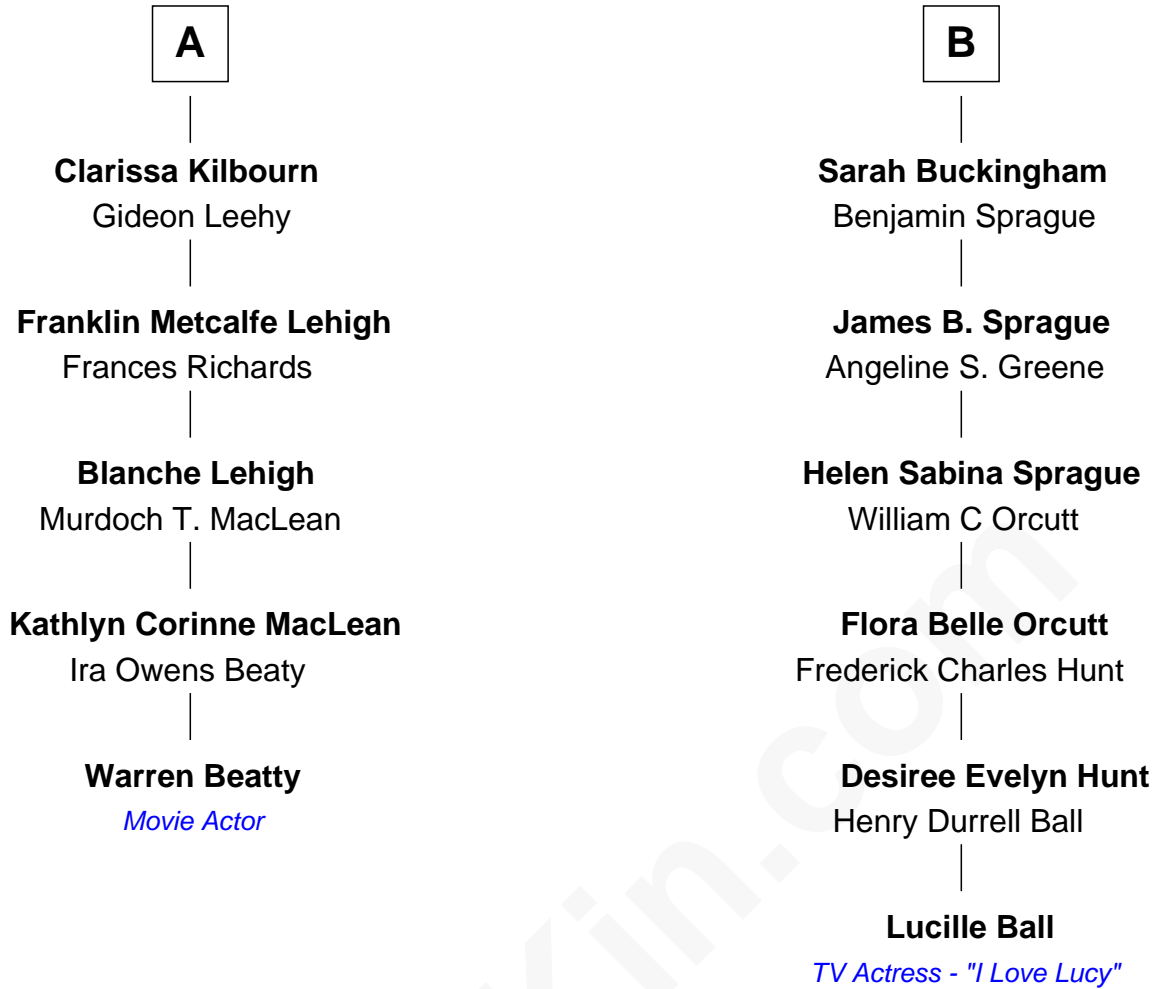 A
Clarissa Kilbourn
Gideon Leehy
Franklin Metcalfe Lehigh
Frances Richards
Blanche Lehigh
Murdoch T. MacLean
Kathlyn Corinne MacLean
Ira Owens Beaty
Warren Beatty
Movie Actor
B
Sarah Buckingham
Benjamin Sprague
James B. Sprague
Angeline S. Greene
Helen Sabina Sprague
William C Orcutt
Flora Belle Orcutt
Frederick Charles Hunt
Desiree Evelyn Hunt
Henry Durrell Ball
Lucille Ball
TV Actress - "I Love Lucy"
Kin.com